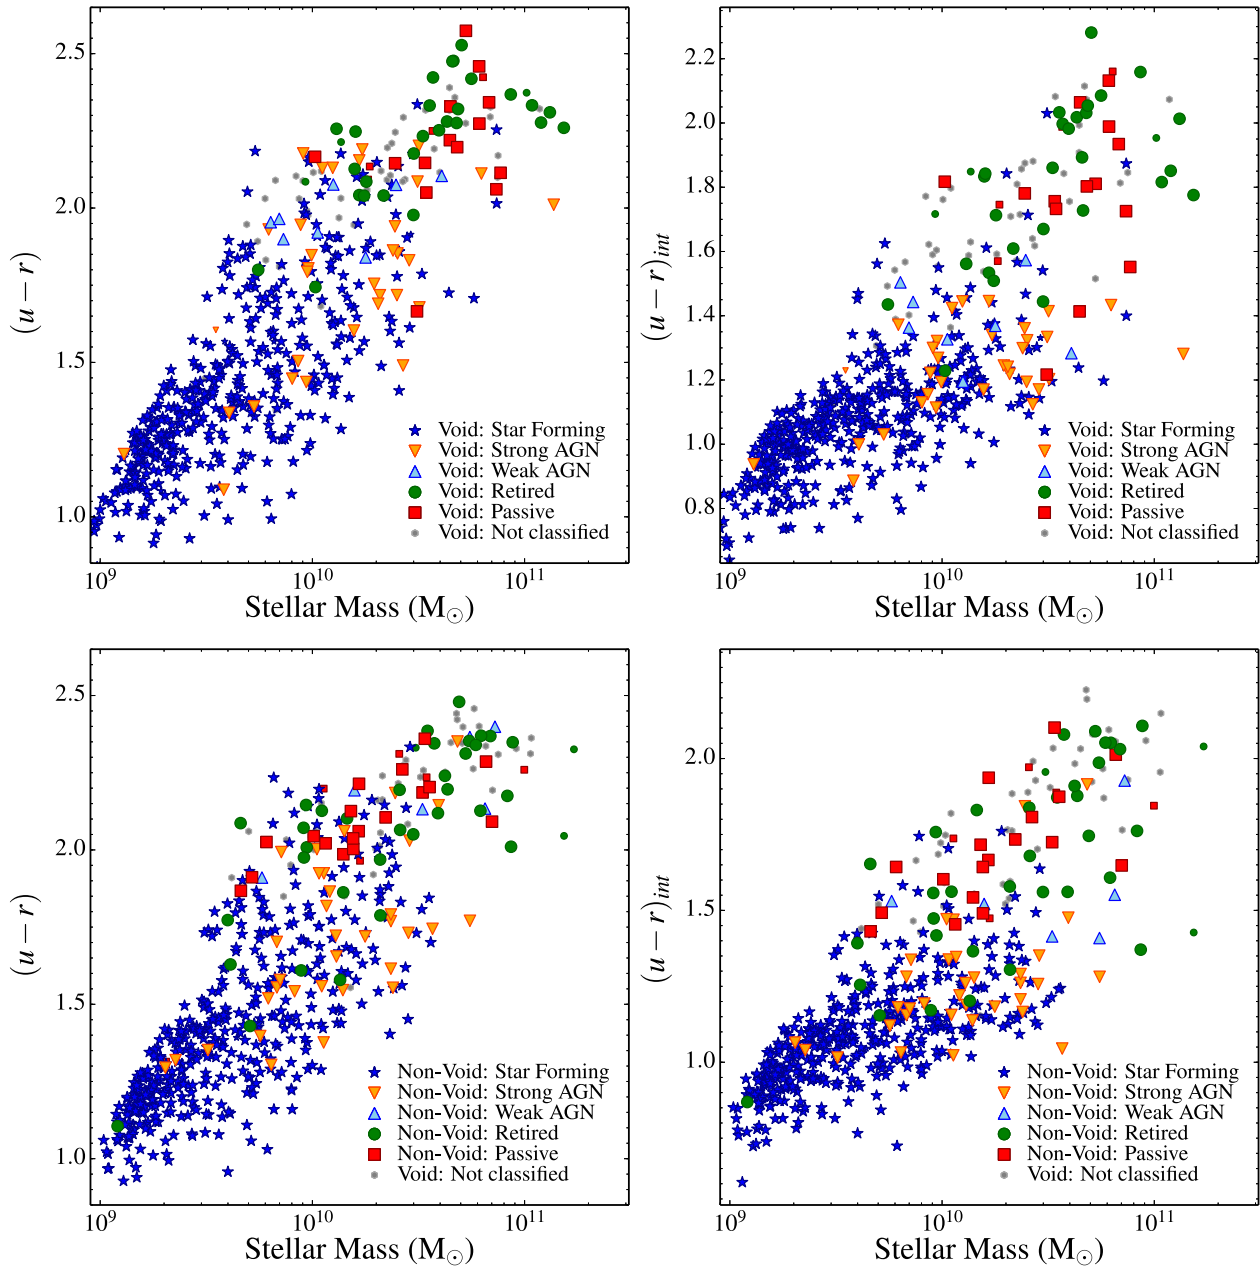 2.5
2.0
1.5
1.0
(u − r)
10⁹
10¹⁰
10¹¹
Stellar Mass (M☉)
Void: Star Forming
Void: Strong AGN
Void: Weak AGN
Void: Retired
Void: Passive
Void: Not classified
2.2
2.0
1.8
1.6
1.4
1.2
1.0
0.8
(u − r)int
10⁹
10¹⁰
10¹¹
Stellar Mass (M☉)
Void: Star Forming
Void: Strong AGN
Void: Weak AGN
Void: Retired
Void: Passive
Void: Not classified
2.5
2.0
1.5
1.0
(u − r)
10⁹
10¹⁰
10¹¹
Stellar Mass (M☉)
Non-Void: Star Forming
Non-Void: Strong AGN
Non-Void: Weak AGN
Non-Void: Retired
Non-Void: Passive
Void: Not classified
2.0
1.5
1.0
(u − r)int
10⁹
10¹⁰
10¹¹
Stellar Mass (M☉)
Non-Void: Star Forming
Non-Void: Strong AGN
Non-Void: Weak AGN
Non-Void: Retired
Non-Void: Passive
Void: Not classified